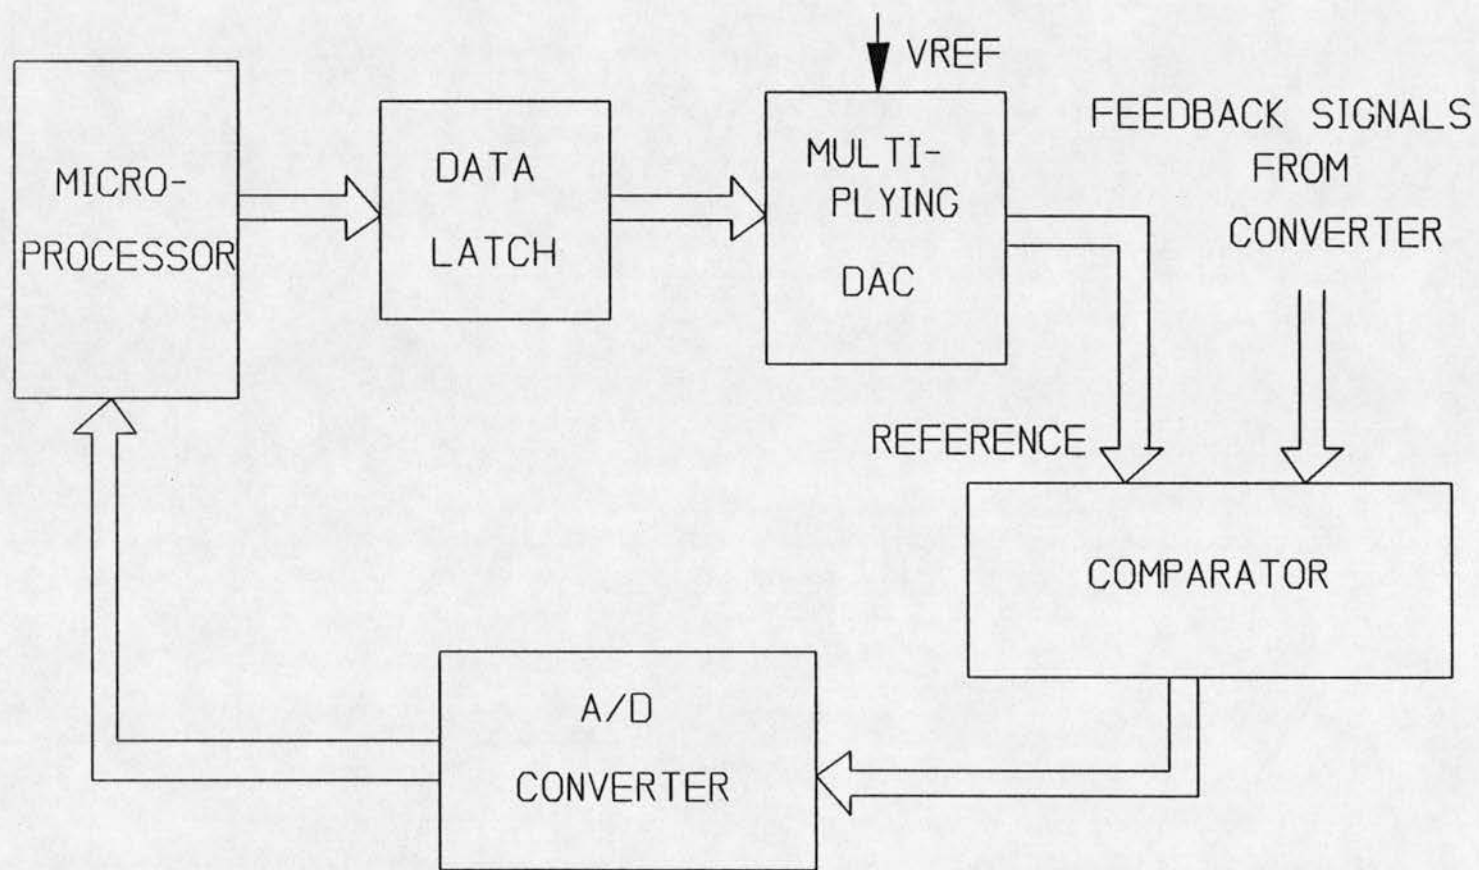 MICRO-
PROCESSOR
DATA
LATCH
VREF
MULTI-
PLYING
DAC
FEEDBACK SIGNALS
FROM
CONVERTER
REFERENCE
COMPARATOR
A/D
CONVERTER